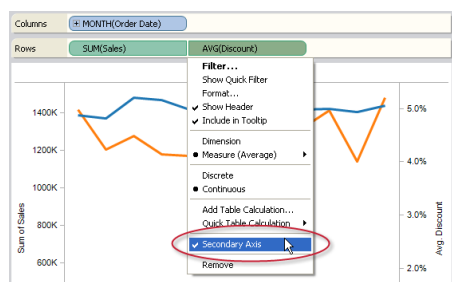 Columns
MONTH(Order Date)
Rows
SUM(Sales)
AVG(Discount)
Filter...
Show Quick Filter
Format...
Show Header
Include in Tooltip
Dimension
Measure (Average)
Discrete
Continuous
Add Table Calculation...
Quick Table Calculation
Secondary Axis
Remove
Sum of Sales
1400K
1200K
1000K
800K
600K
5.0%
4.0%
3.0%
2.0%
Avg. Discount